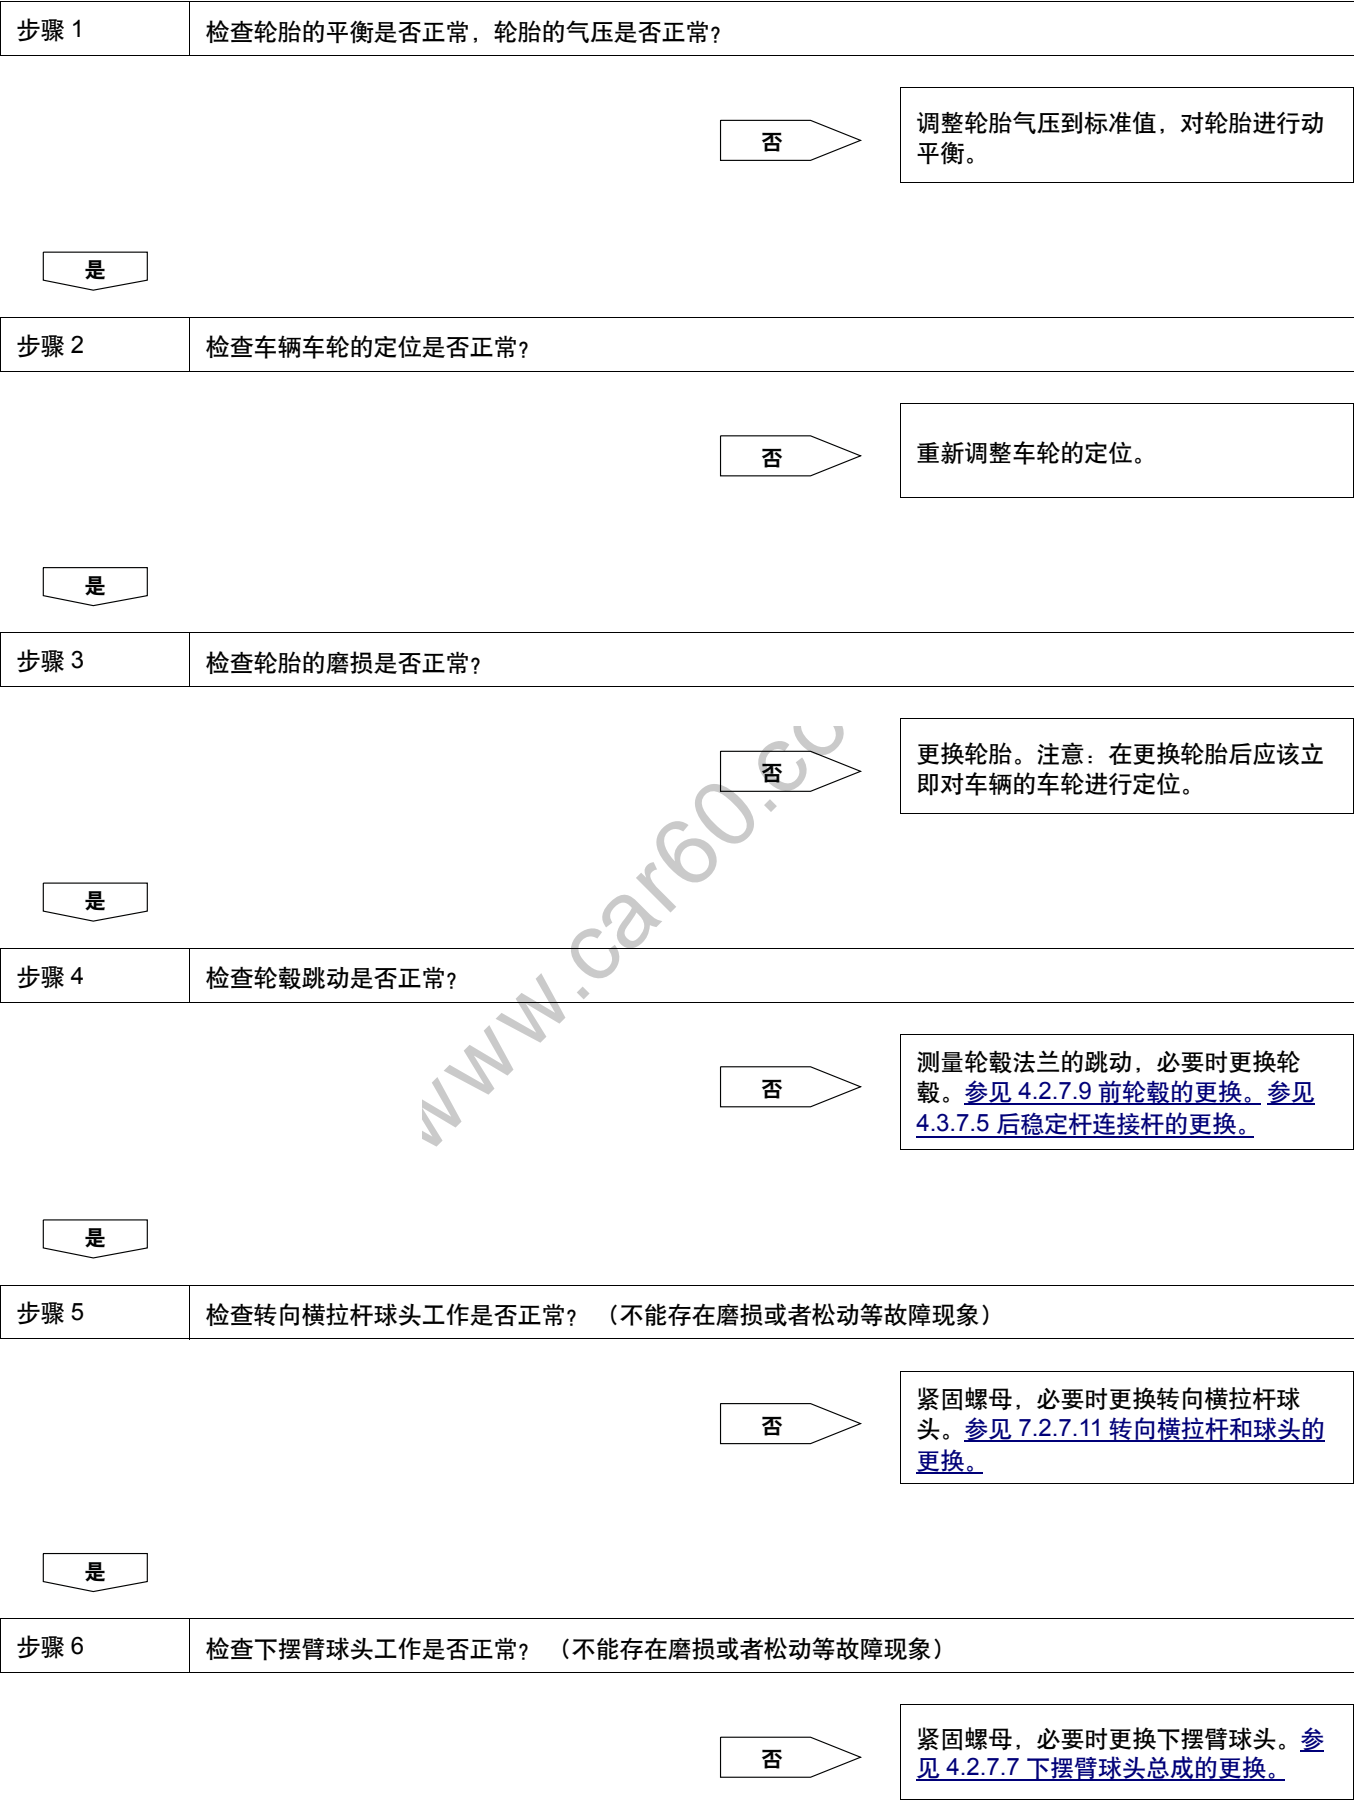 步骤 1
检查轮胎的平衡是否正常，轮胎的气压是否正常？
否
调整轮胎气压到标准值，对轮胎进行动
平衡。
是
步骤 2
检查车辆车轮的定位是否正常？
否
重新调整车轮的定位。
是
步骤 3
检查轮胎的磨损是否正常？
否
更换轮胎。注意：在更换轮胎后应该立
即对车辆的车轮进行定位。
是
步骤 4
检查轮毂跳动是否正常？
否
测量轮毂法兰的跳动，必要时更换轮
毂。参见 4.2.7.9 前轮毂的更换。参见
4.3.7.5 后稳定杆连接杆的更换。
是
步骤 5
检查转向横拉杆球头工作是否正常？ （不能存在磨损或者松动等故障现象）
否
紧固螺母，必要时更换转向横拉杆球
头。参见 7.2.7.11 转向横拉杆和球头的
更换。
是
步骤 6
检查下摆臂球头工作是否正常？ （不能存在磨损或者松动等故障现象）
否
紧固螺母，必要时更换下摆臂球头。参
见 4.2.7.7 下摆臂球头总成的更换。
www.car60.co